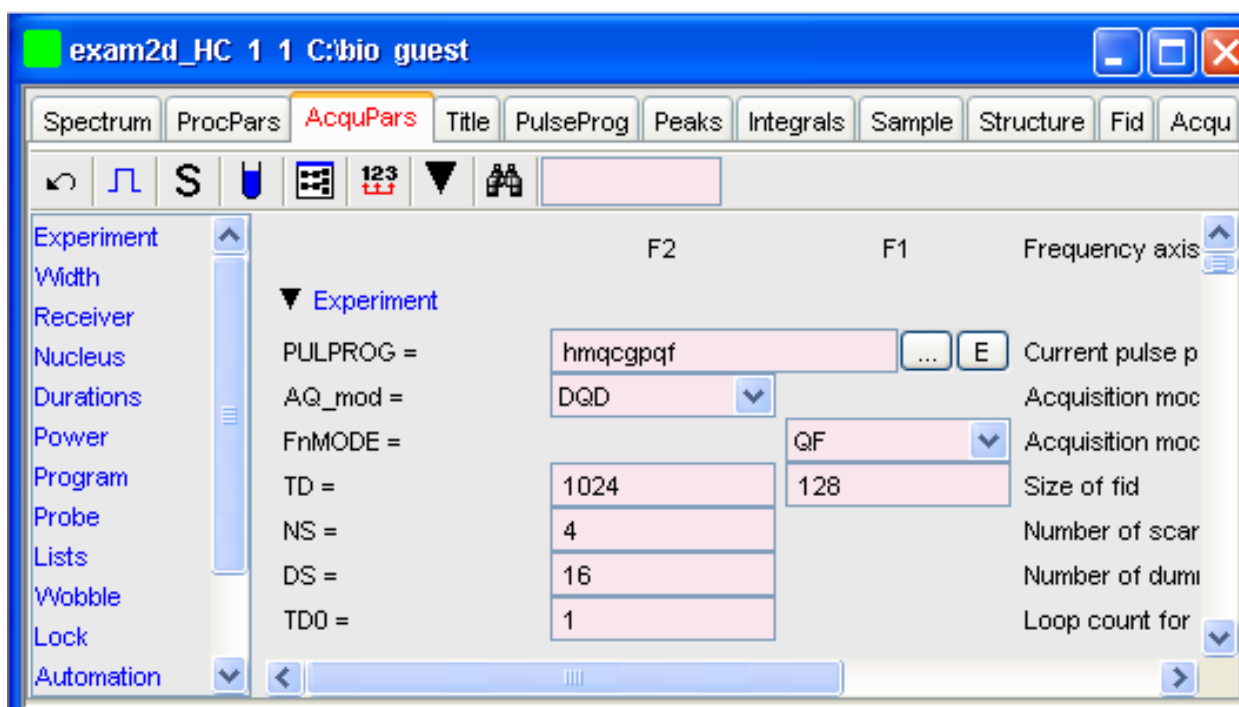 exam2d_HC 1 1 C:\bio guest
Spectrum ProcPars AcquPars Title PulseProg Peaks Integrals Sample Structure Fid Acqu
S 123
Experiment
Width
Receiver
Nucleus
Durations
Power
Program
Probe
Lists
Wobble
Lock
Automation
F2 F1 Frequency axis
Experiment
PULPROG = hmqcgpqf ... E Current pulse p
AQ_mod = DQD Acquisition moc
FnMODE = QF Acquisition moc
TD = 1024 128 Size of fid
NS = 4 Number of scar
DS = 16 Number of dum
TD0 = 1 Loop count for